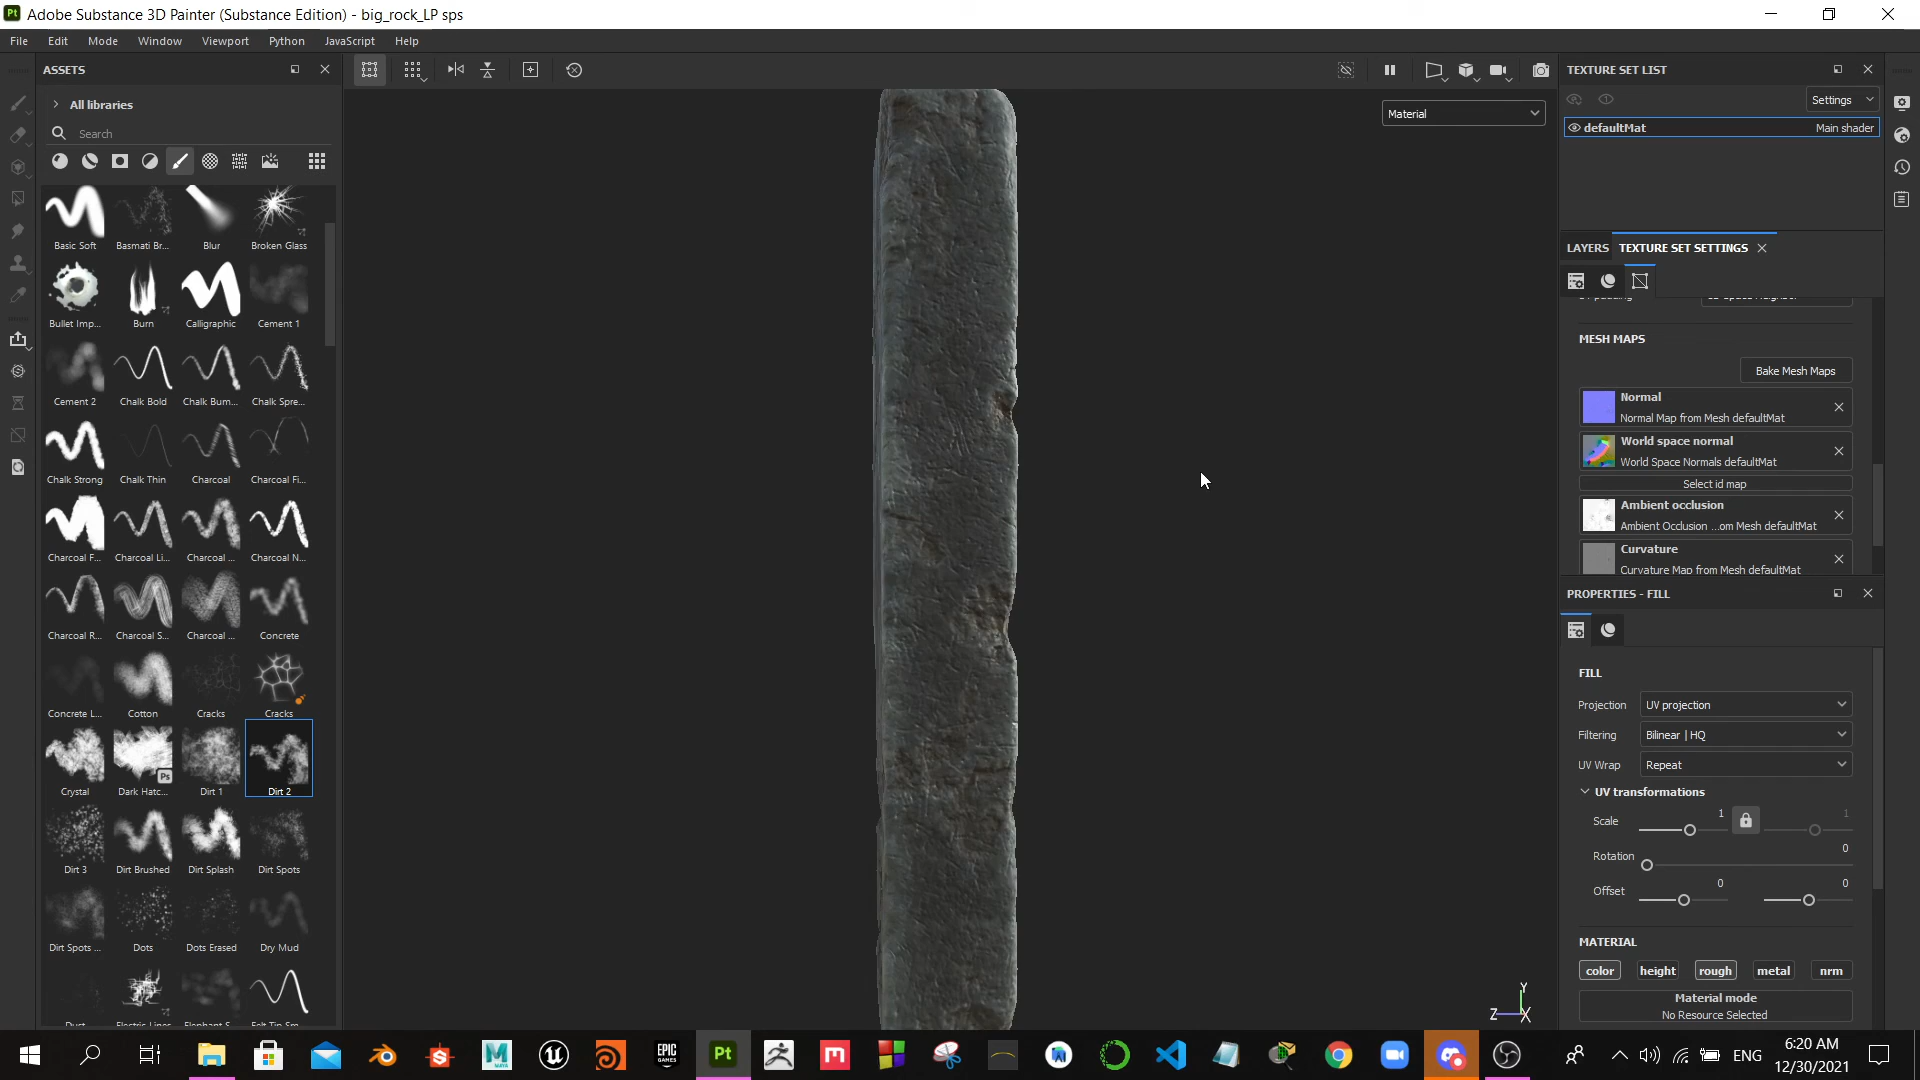 Adobe Substance 3D Painter (Substance Edition) - big_rock_LP sps
File Edit Mode Window Viewport Python JavaScript Help
ASSETS
All libraries
Search
Basic Soft Basmati Br... Blur Broken Glass
Bullet Imp... Burn Calligraphic Cement 1
Cement 2 Chalk Bold Chalk Bum... Chalk Spre...
Chalk Strong Chalk Thin Charcoal Charcoal Fi...
Charcoal F... Charcoal Li... Charcoal ... Charcoal N...
Charcoal R... Charcoal S... Charcoal ... Concrete
Concrete L... Cotton Cracks Cracks
Crystal Dark Hatc... Dirt 1 Dirt 2
Ps
Dirt 3 Dirt Brushed Dirt Splash Dirt Spots
Dirt Spots ... Dots Dots Erased Dry Mud
Dust Electric Lines Elephant S... Felt Tip Sm...
Material
Y
Z X
TEXTURE SET LIST
Settings
defaultMat Main shader
LAYERS TEXTURE SET SETTINGS
MESH MAPS
Bake Mesh Maps
Normal
Normal Map from Mesh defaultMat
World space normal
World Space Normals defaultMat
Select id map
Ambient occlusion
Ambient Occlusion ...om Mesh defaultMat
Curvature
Curvature Map from Mesh defaultMat
PROPERTIES - FILL
FILL
Projection UV projection
Filtering Bilinear | HQ
UV Wrap Repeat
UV transformations
Scale 1 1
Rotation 0
Offset 0 0
MATERIAL
color height rough metal nrm
Material mode
No Resource Selected
ENG
6:20 AM
12/30/2021